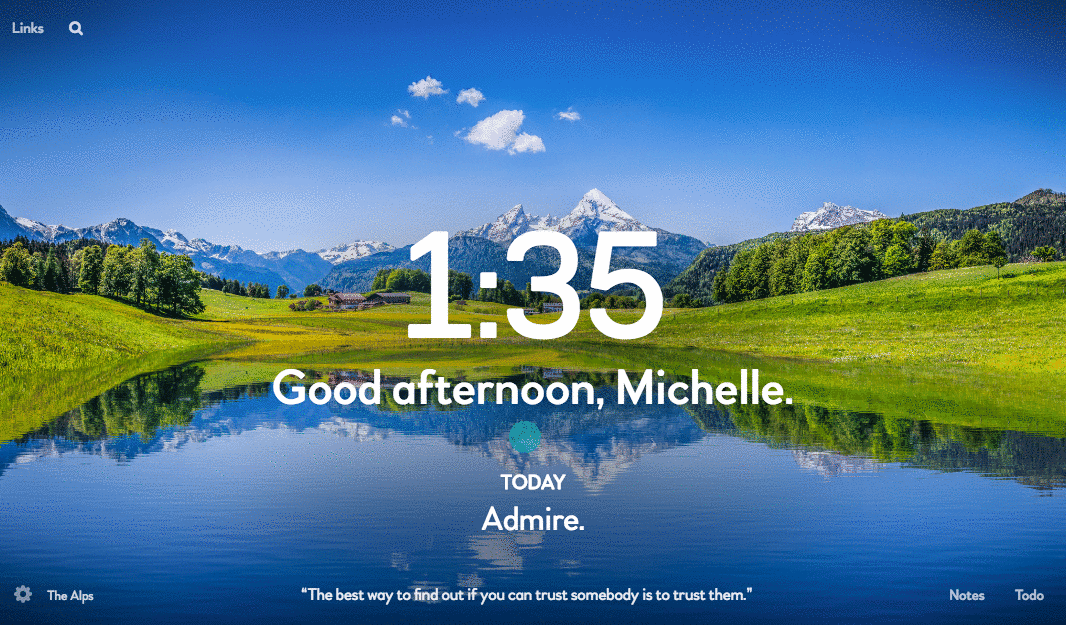 Links
1:35
Good afternoon, Michelle.
TODAY
Admire.
The Alps
“The best way to find out if you can trust somebody is to trust them.”
Notes
Todo